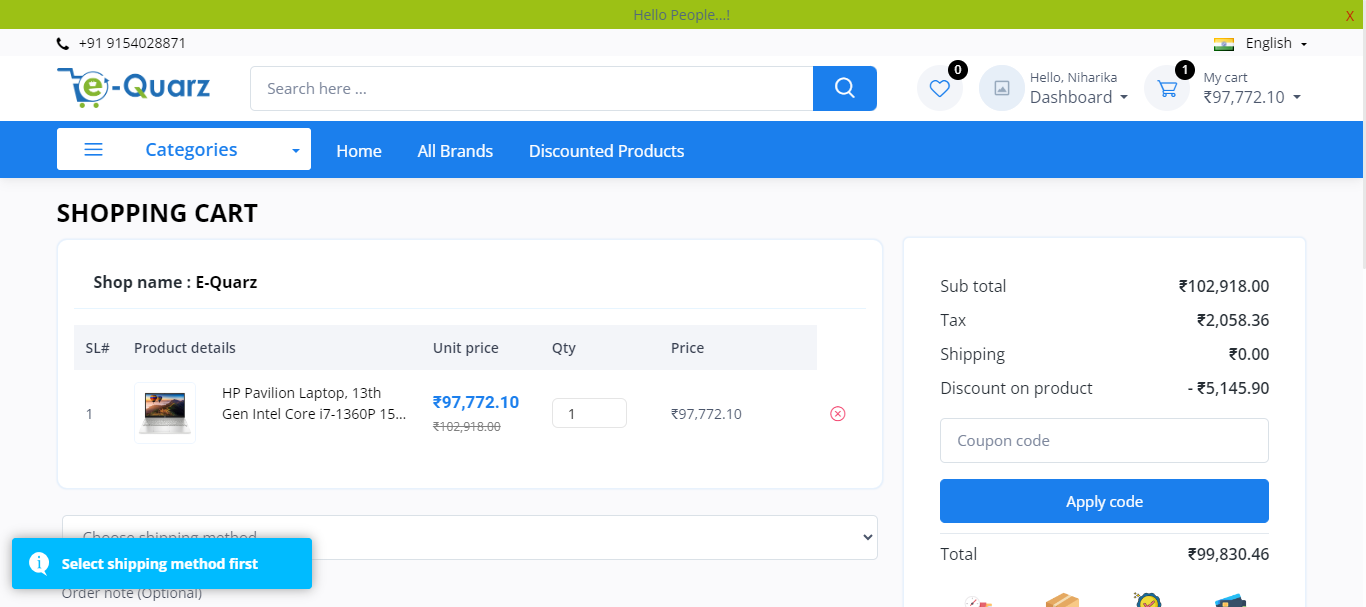 Hello People...!
X
+91 9154028871
English
e-Quarz
Search here ...
0
Hello, Niharika
Dashboard
1
My cart
₹97,772.10
Categories
Home
All Brands
Discounted Products
SHOPPING CART
Shop name : E-Quarz
SL#
Product details
Unit price
Qty
Price
1
HP Pavilion Laptop, 13th
Gen Intel Core i7-1360P 15...
₹97,772.10
₹102,918.00
1
₹97,772.10
Sub total
₹102,918.00
Tax
₹2,058.36
Shipping
₹0.00
Discount on product
- ₹5,145.90
Coupon code
Apply code
Total
₹99,830.46
Choose shipping method
Select shipping method first
Order note (Optional)